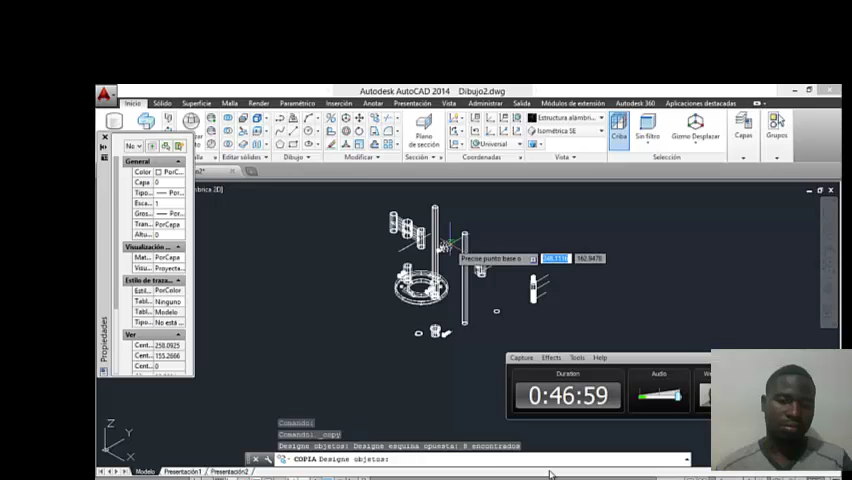 Autodesk AutoCAD 2014 Dibujo2.dwg
Inicio Sólido Superficie Malla Render Paramétrico Inserción Anotar Presentación Vista Administrar Salida Módulos de extensión Autodesk 360 Aplicaciones destacadas
Estructura alámbri...
Isométrica SE
Universal
Plano
de sección
Criba
Sin filtro
Gizmo Desplazar
Capas
Grupos
Editar sólidos
Dibujo
Modificar
Sección
Coordenadas
Vista
Selección
No
General
Color PorC...
Capa 0
Tipo... Por...
Esca... 1
Gros... Por...
Tran... PorCapa
Altu... 0
Visualización ...
Mat... PorCapa
Visu... Proyecta...
Estilo de traza...
Estil... PorColor
Tabl... Ninguno
Tabl... Modelo
Tipo... No está ...
Ver
Cent... 258.0925
Cent... 155.2666
Cent... 0
Propiedades
Precise punto base o
162.9478
Capture Effects Tools Help
Duration
Audio
0:46:59
Z
Y
X
Comando:
Comando: _copy
Designe objetos: Designe esquina opuesta: 8 encontrados
COPIA Designe objetos:
Modelo Presentación1 Presentación2